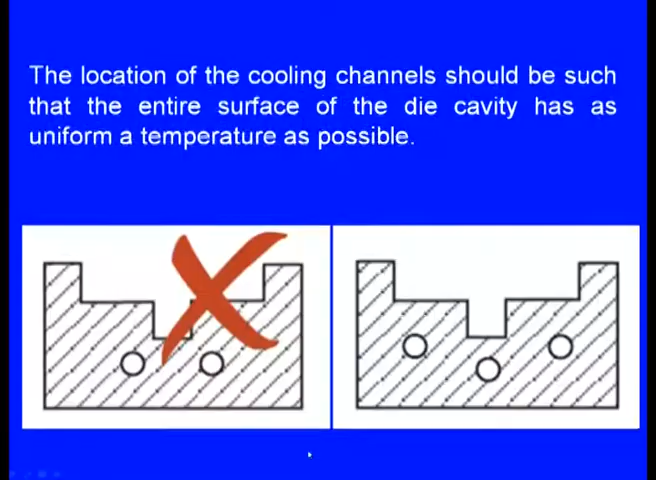 The location of the cooling channels should be such
that the entire surface of the die cavity has as
uniform a temperature as possible.